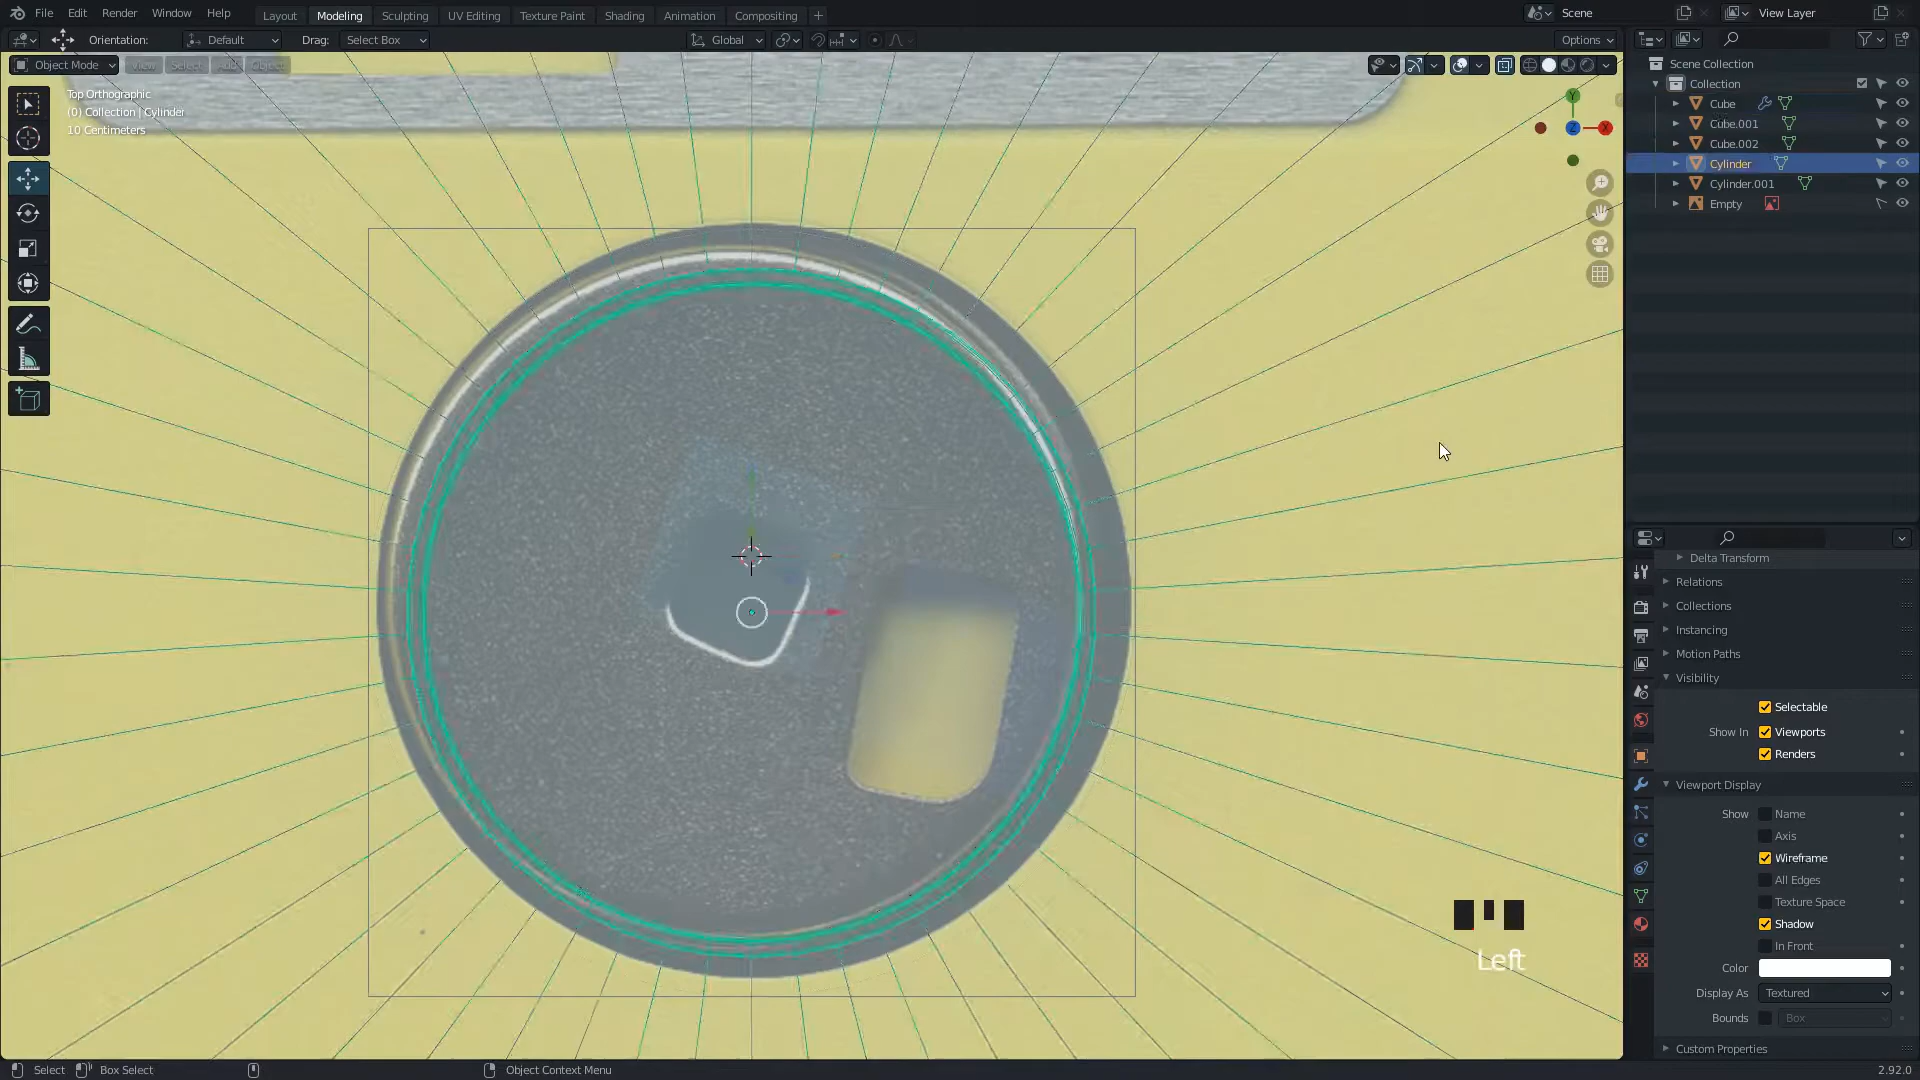 File Edit Render Window Help
Layout Modeling Sculpting UV Editing Texture Paint Shading Animation Compositing +
Scene
View Layer
Orientation: Default Drag: Select Box
Global
Options
Object Mode View Select Add Object
Top Orthographic
(0) Collection | Cylinder
10 Centimeters
Y
X
Z
Scene Collection
Collection
Cube
Cube.001
Cube.002
Cylinder
Cylinder.001
Empty
Delta Transform
Relations
Collections
Instancing
Motion Paths
Visibility
Selectable
Show In Viewports
Renders
Viewport Display
Show Name
Axis
Wireframe
All Edges
Texture Space
Shadow
In Front
Color
Display As Textured
Bounds Box
Custom Properties
Left
Select Box Select Object Context Menu 2.92.0